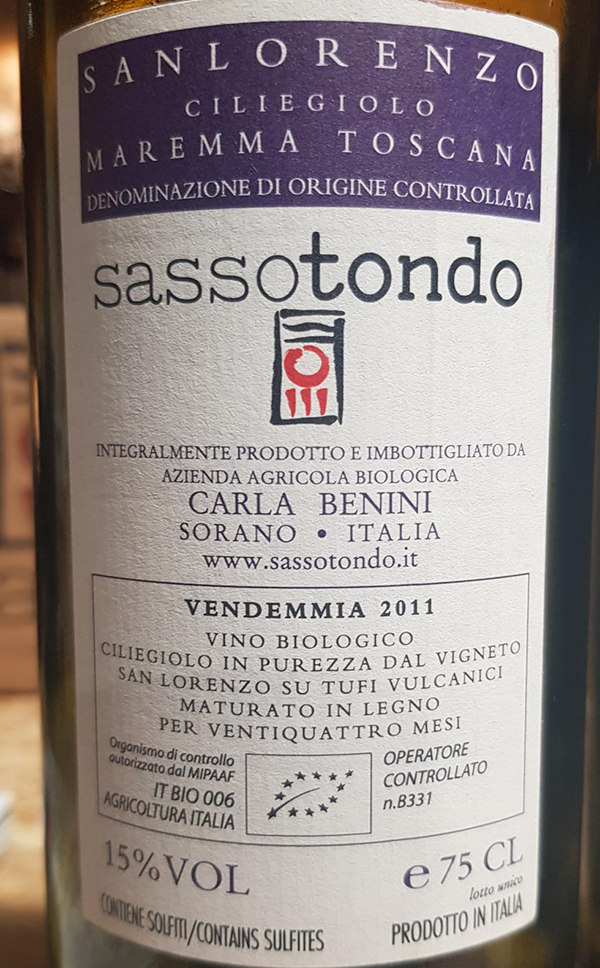 SANLORENZO
CILIEGIOLO
MAREMMA TOSCANA
DENOMINAZIONE DI ORIGINE CONTROLLATA
sassotondo
INTEGRALMENTE PRODOTTO E IMBOTTIGLIATO DA
AZIENDA AGRICOLA BIOLOGICA
CARLA BENINI
SORANO • ITALIA
www.sassotondo.it
VENDEMMIA 2011
VINO BIOLOGICO
CILIEGIOLO IN PUREZZA DAL VIGNETO
SAN LORENZO SU TUFI VULCANICI
MATURATO IN LEGNO
PER VENTIQUATTRO MESI
Organismo di controllo
autorizzato dal MIPAAF
IT BIO 006
AGRICOLTURA ITALIA
OPERATORE
CONTROLLATO
n.B331
15%VOL
e 75 CL
lotto unico
CONTIENE SOLFITI/CONTAINS SULFITES
PRODOTTO IN ITALIA